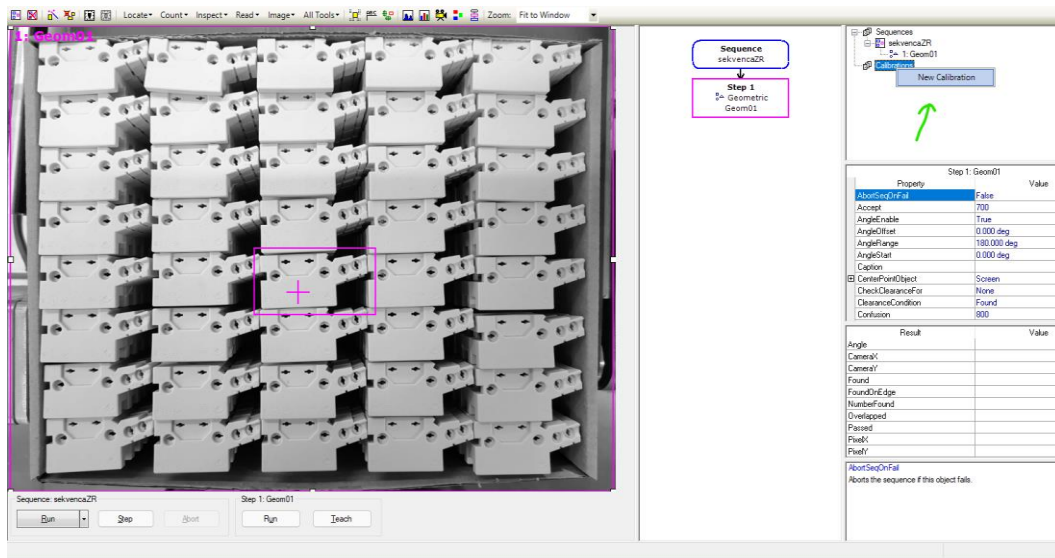 Locate Count Inspect Read Image All Tools Zoom: Fit to Window
1: Geom01
Sequence
sekvencaZR
Step 1
Geometric
Geom01
Sequences
sekvencaZR
1: Geom01
Calibrations
New Calibration
Step 1: Geom01
Property Value
AbortSeqOnFail False
Accept 700
AngleEnable True
AngleOffset 0.000 deg
AngleRange 180.000 deg
AngleStart 0.000 deg
Caption
CenterPointObject Screen
CheckClearanceFor None
ClearanceCondition Found
Confusion 800
Result Value
Angle
CameraX
CameraY
Found
FoundOnEdge
NumberFound
Overlapped
Passed
PixelX
PixelY
AbortSeqOnFail
Aborts the sequence if this object fails.
Sequence: sekvencaZR
Run Step Abort
Step 1: Geom01
Run Teach